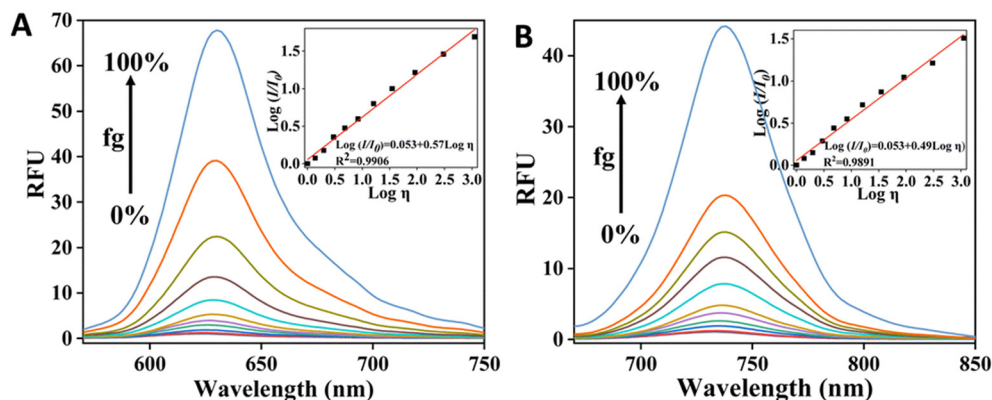 A
RFU
70
60
50
40
30
20
10
0
100%
fg
0%
Log (I/I0)
1.5
1.0
0.5
0.0
Log (I/I0)=0.053+0.57Log η
R2=0.9906
0.0 0.5 1.0 1.5 2.0 2.5 3.0
Log η
600 650 700 750
Wavelength (nm)
B
RFU
40
30
20
10
0
100%
fg
0%
Log (I/I0)
1.5
1.0
0.5
0.0
Log (I/I0)=0.053+0.49Log η)
R2=0.9891
0.0 0.5 1.0 1.5 2.0 2.5 3.0
Log η
700 750 800 850
Wavelength (nm)